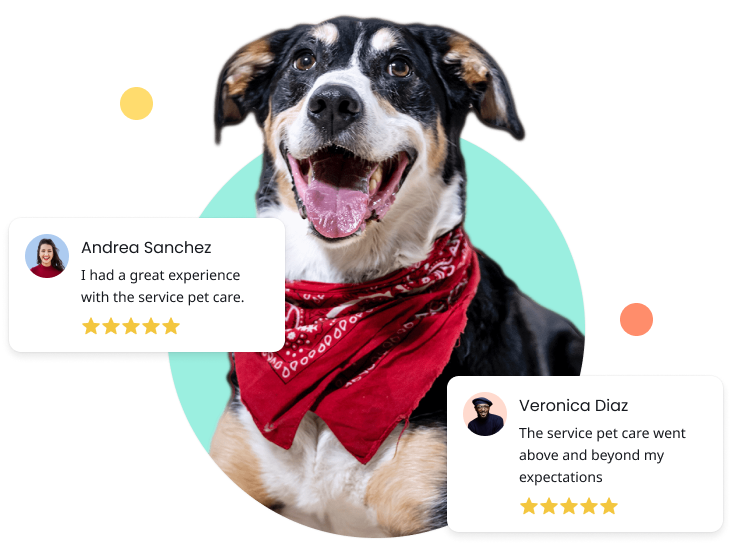 Andrea Sanchez
I had a great experience
with the service pet care.
Veronica Diaz
The service pet care went
above and beyond my
expectations